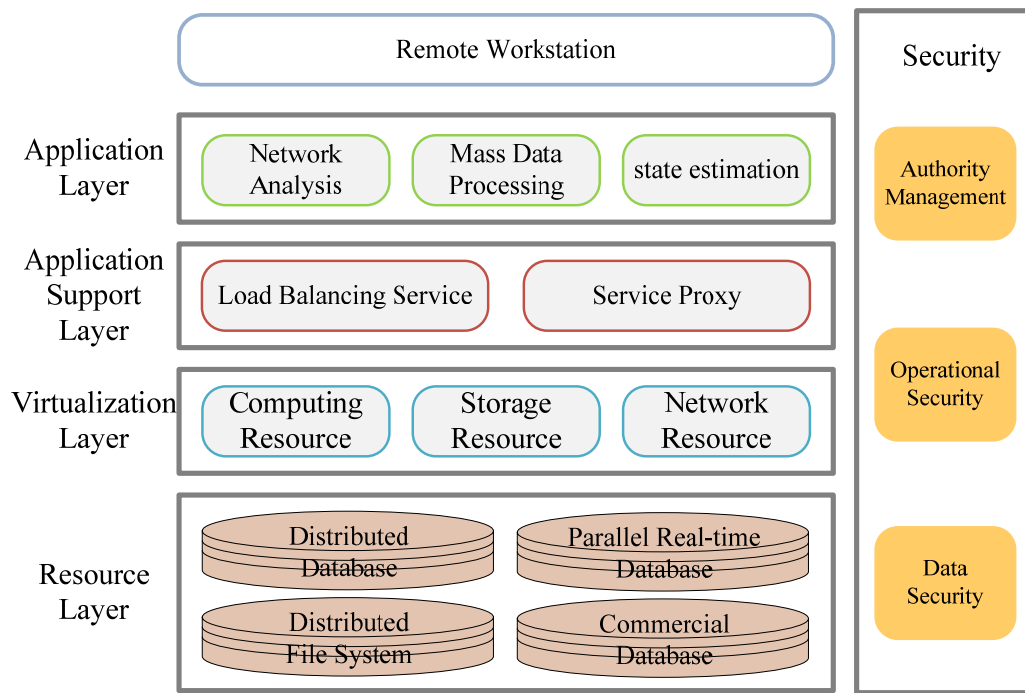 Remote Workstation
Application
Layer
Network
Analysis
Mass Data
Processing
state estimation
Application
Support
Layer
Load Balancing Service
Service Proxy
Virtualization
Layer
Computing
Resource
Storage
Resource
Network
Resource
Resource
Layer
Distributed
Database
Parallel Real-time
Database
Distributed
File System
Commercial
Database
Security
Authority
Management
Operational
Security
Data
Security